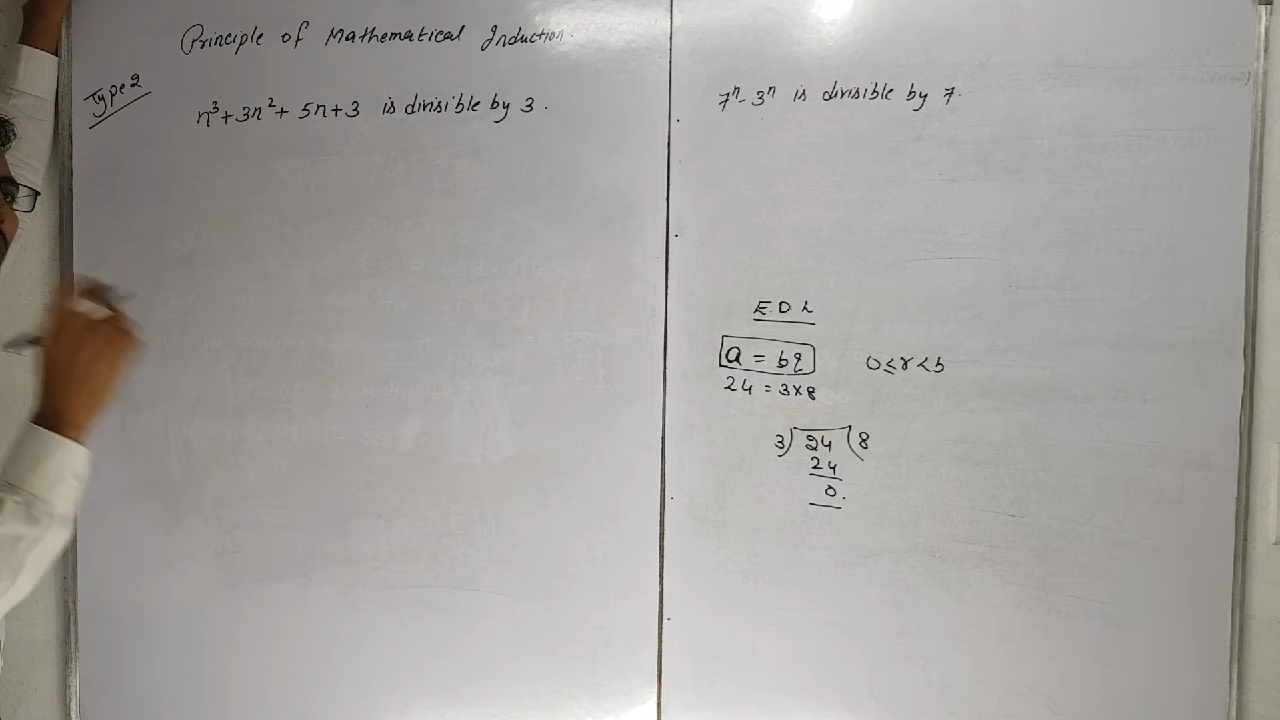 Principle of Mathematical Induction.
Type 2
n³+3n²+5n+3 is divisible by 3.
7ⁿ-3ⁿ is divisible by 7.
E.D.L
a = bq 0≤r<b
24 = 3×8
3)24(8
24
0.